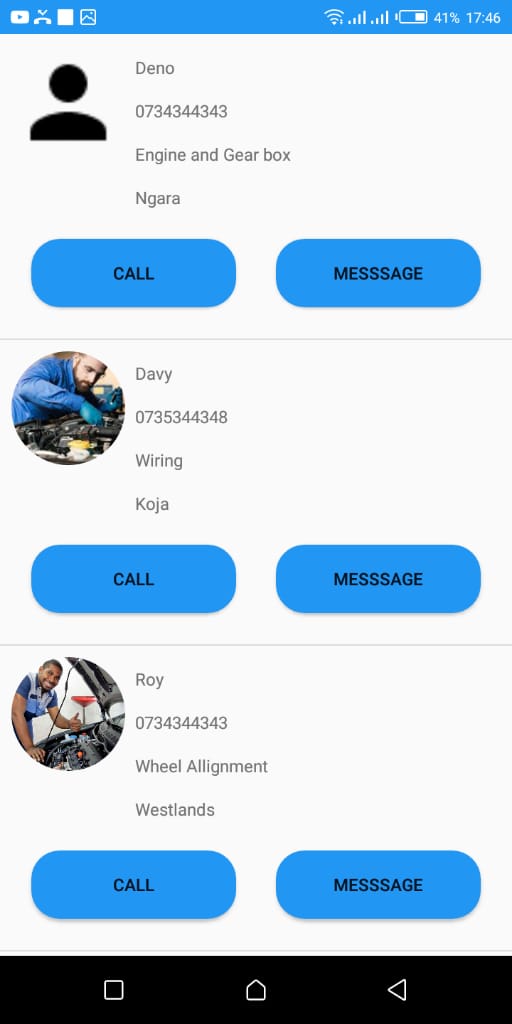 41% 17:46
Deno
0734344343
Engine and Gear box
Ngara
CALL MESSSAGE
Davy
0735344348
Wiring
Koja
CALL MESSSAGE
Roy
0734344343
Wheel Allignment
Westlands
CALL MESSSAGE